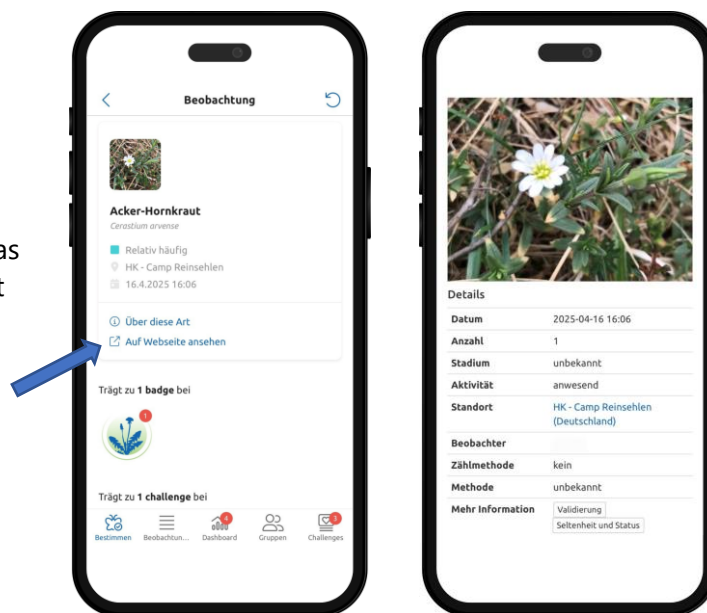 as
t
Beobachtung
Acker-Hornkraut
Cerastium arvense
Relativ häufig
HK - Camp Reinsehlen
16.4.2025 16:06
Über diese Art
Auf Webseite ansehen
Trägt zu 1 badge bei
1
Trägt zu 1 challenge bei
4
3
Bestimmen Beobachtun... Dashboard Gruppen Challenges
Details
Datum 2025-04-16 16:06
Anzahl 1
Stadium unbekannt
Aktivität anwesend
Standort HK - Camp Reinsehlen
(Deutschland)
Beobachter
Zählmethode kein
Methode unbekannt
Mehr Information Validierung
Seltenheit und Status